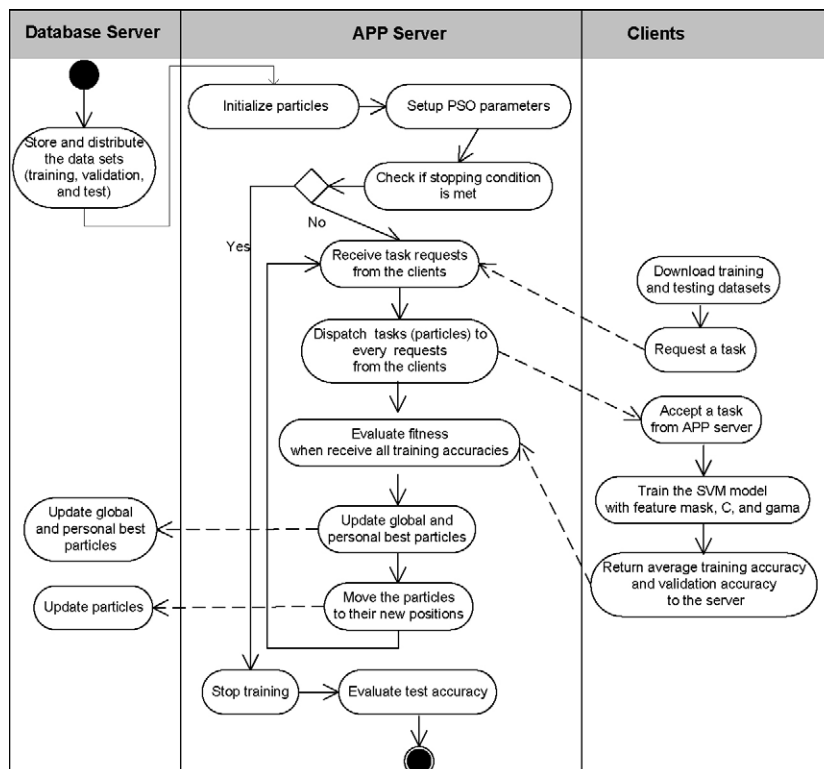 Database Server
APP Server
Clients
Initialize particles
Setup PSO parameters
Store and distribute
the data sets
(training, validation,
and test)
Check if stopping condition
is met
No
Yes
Receive task requests
from the clients
Download training
and testing datasets
Dispatch tasks (particles) to
every requests
from the clients
Request a task
Accept a task
from APP server
Evaluate fitness
when receive all training accuracies
Train the SVM model
with feature mask, C, and gama
Update global
and personal best
particles
Update global and
personal best particles
Return average training accuracy
and validation accuracy
to the server
Update particles
Move the particles
to their new positions
Stop training
Evaluate test accuracy